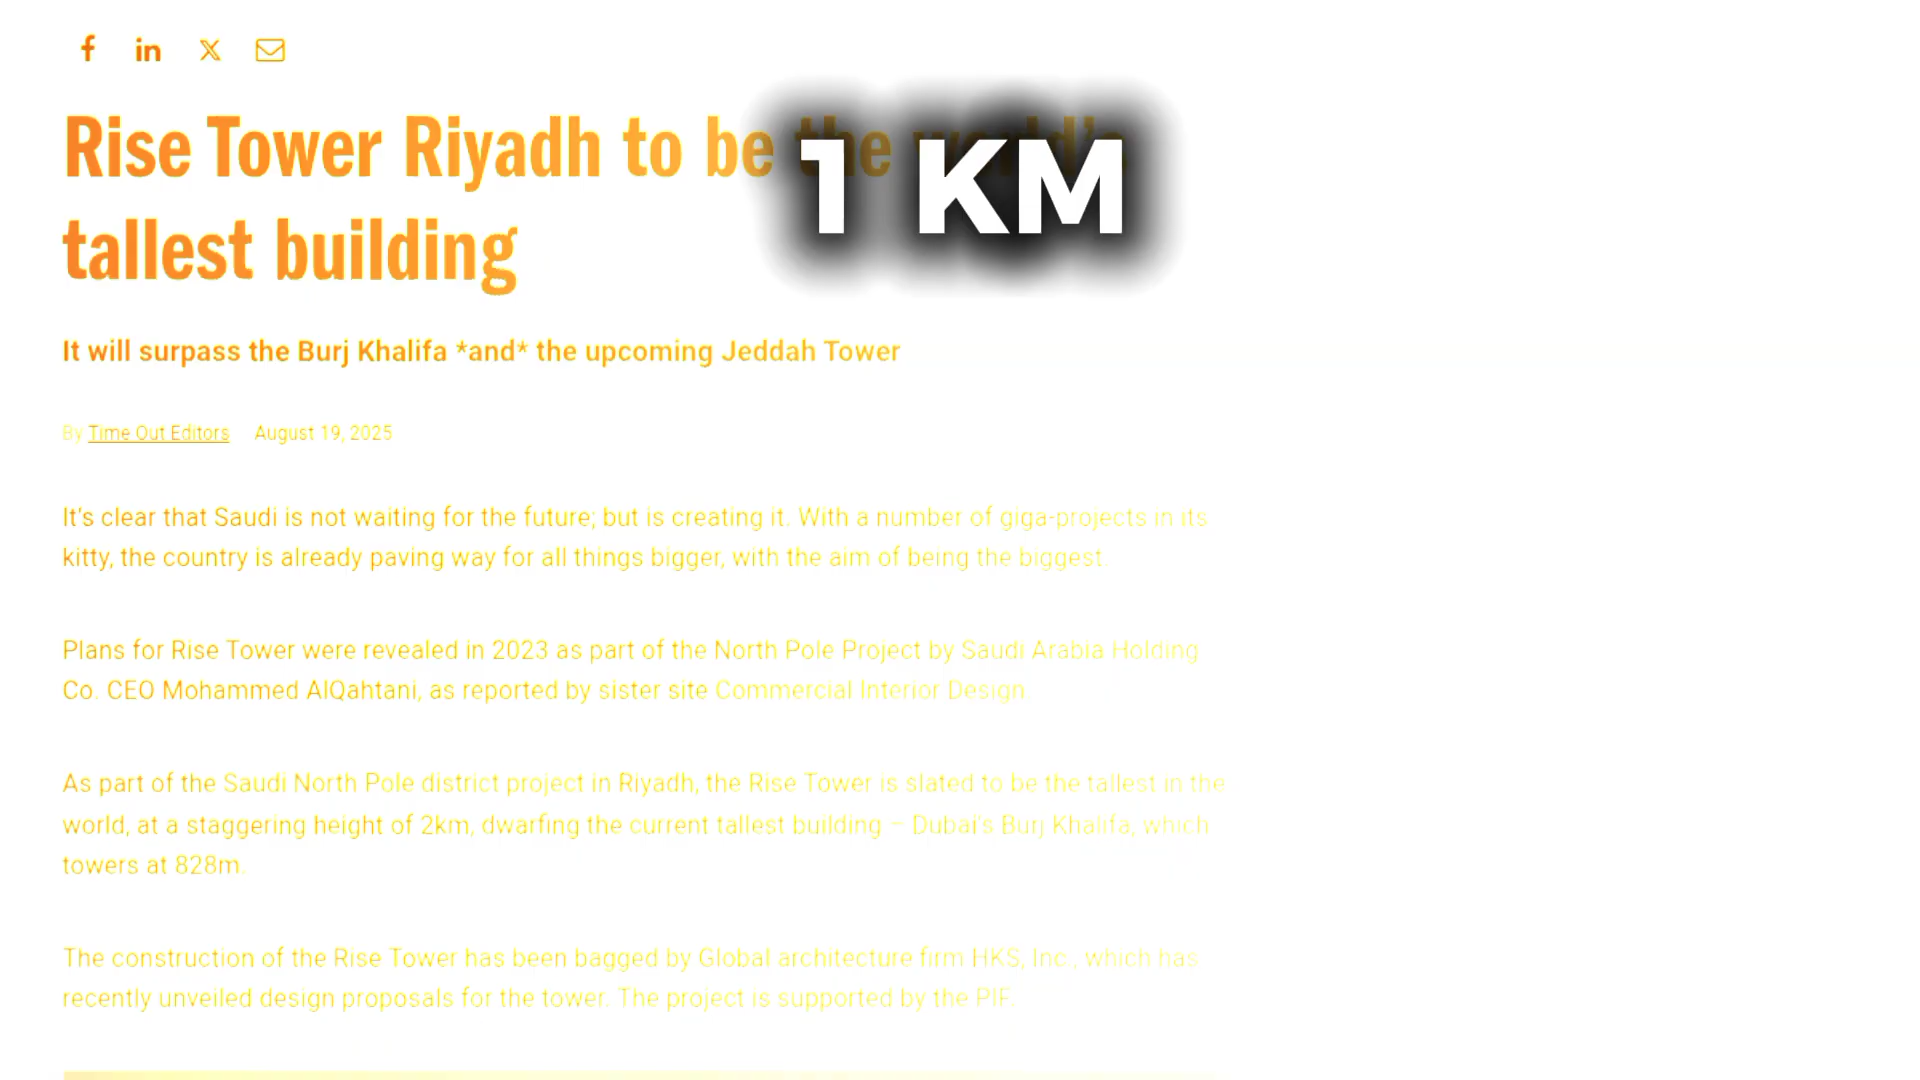 Rise Tower Riyadh to be the world's
1 KM
tallest building
It will surpass the Burj Khalifa *and* the upcoming Jeddah Tower
By Time Out Editors August 19, 2025
It's clear that Saudi is not waiting for the future; but is creating it. With a number of giga-projects in its
kitty, the country is already paving way for all things bigger, with the aim of being the biggest.
Plans for Rise Tower were revealed in 2023 as part of the North Pole Project by Saudi Arabia Holding
Co. CEO Mohammed AlQahtani, as reported by sister site Commercial Interior Design.
As part of the Saudi North Pole district project in Riyadh, the Rise Tower is slated to be the tallest in the
world, at a staggering height of 2km, dwarfing the current tallest building – Dubai's Burj Khalifa, which
towers at 828m.
The construction of the Rise Tower has been bagged by Global architecture firm HKS, Inc., which has
recently unveiled design proposals for the tower. The project is supported by the PIF.